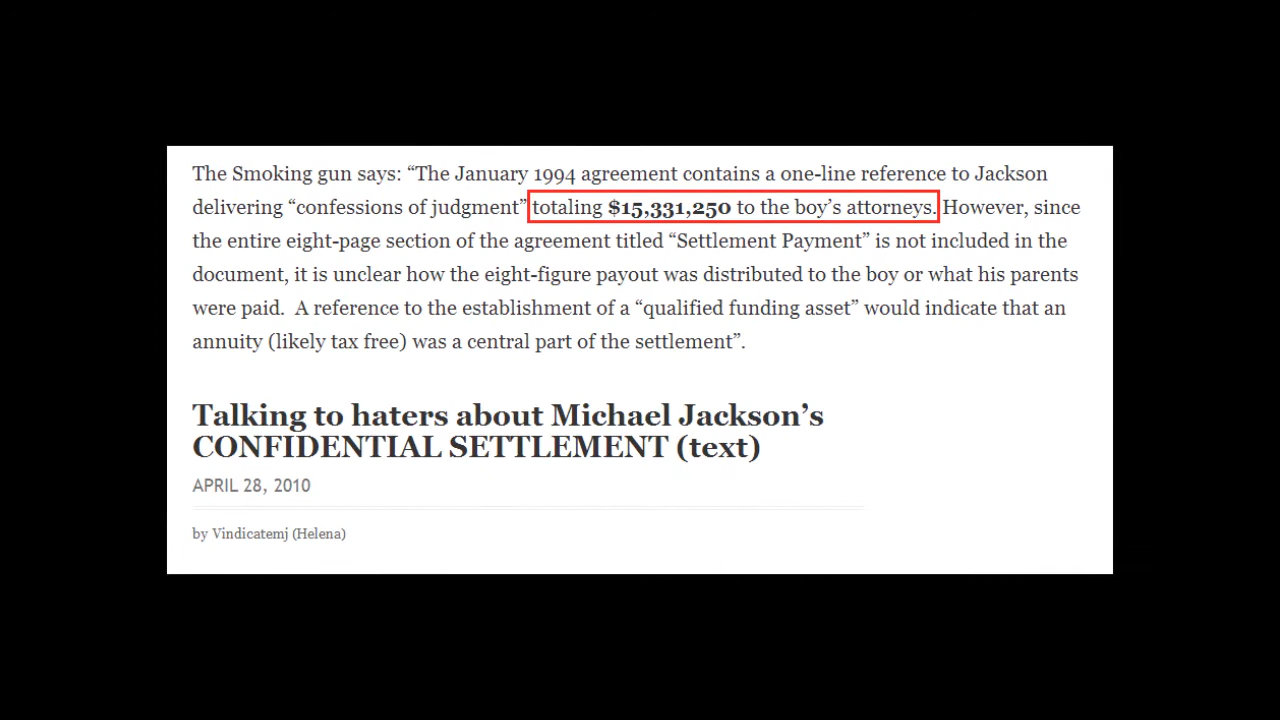 The Smoking gun says: “The January 1994 agreement contains a one-line reference to Jackson
delivering “confessions of judgment” totaling $15,331,250 to the boy’s attorneys. However, since
the entire eight-page section of the agreement titled “Settlement Payment” is not included in the
document, it is unclear how the eight-figure payout was distributed to the boy or what his parents
were paid.  A reference to the establishment of a “qualified funding asset” would indicate that an
annuity (likely tax free) was a central part of the settlement”.
Talking to haters about Michael Jackson’s
CONFIDENTIAL SETTLEMENT (text)
APRIL 28, 2010
by Vindicatemj (Helena)